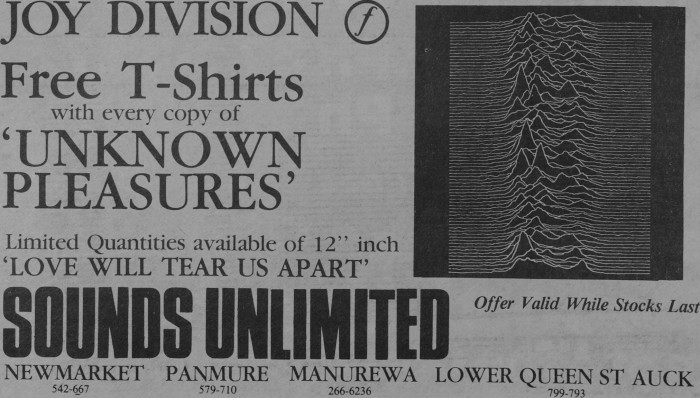 JOY DIVISION f
Free T-Shirts
with every copy of
‘UNKNOWN
PLEASURES’
Limited Quantities available of 12’’ inch
‘LOVE WILL TEAR US APART’
Offer Valid While Stocks Last
SOUNDS UNLIMITED
NEWMARKET PANMURE MANUREWA LOWER QUEEN ST AUCK
542-667 579-710 266-6236 799-793